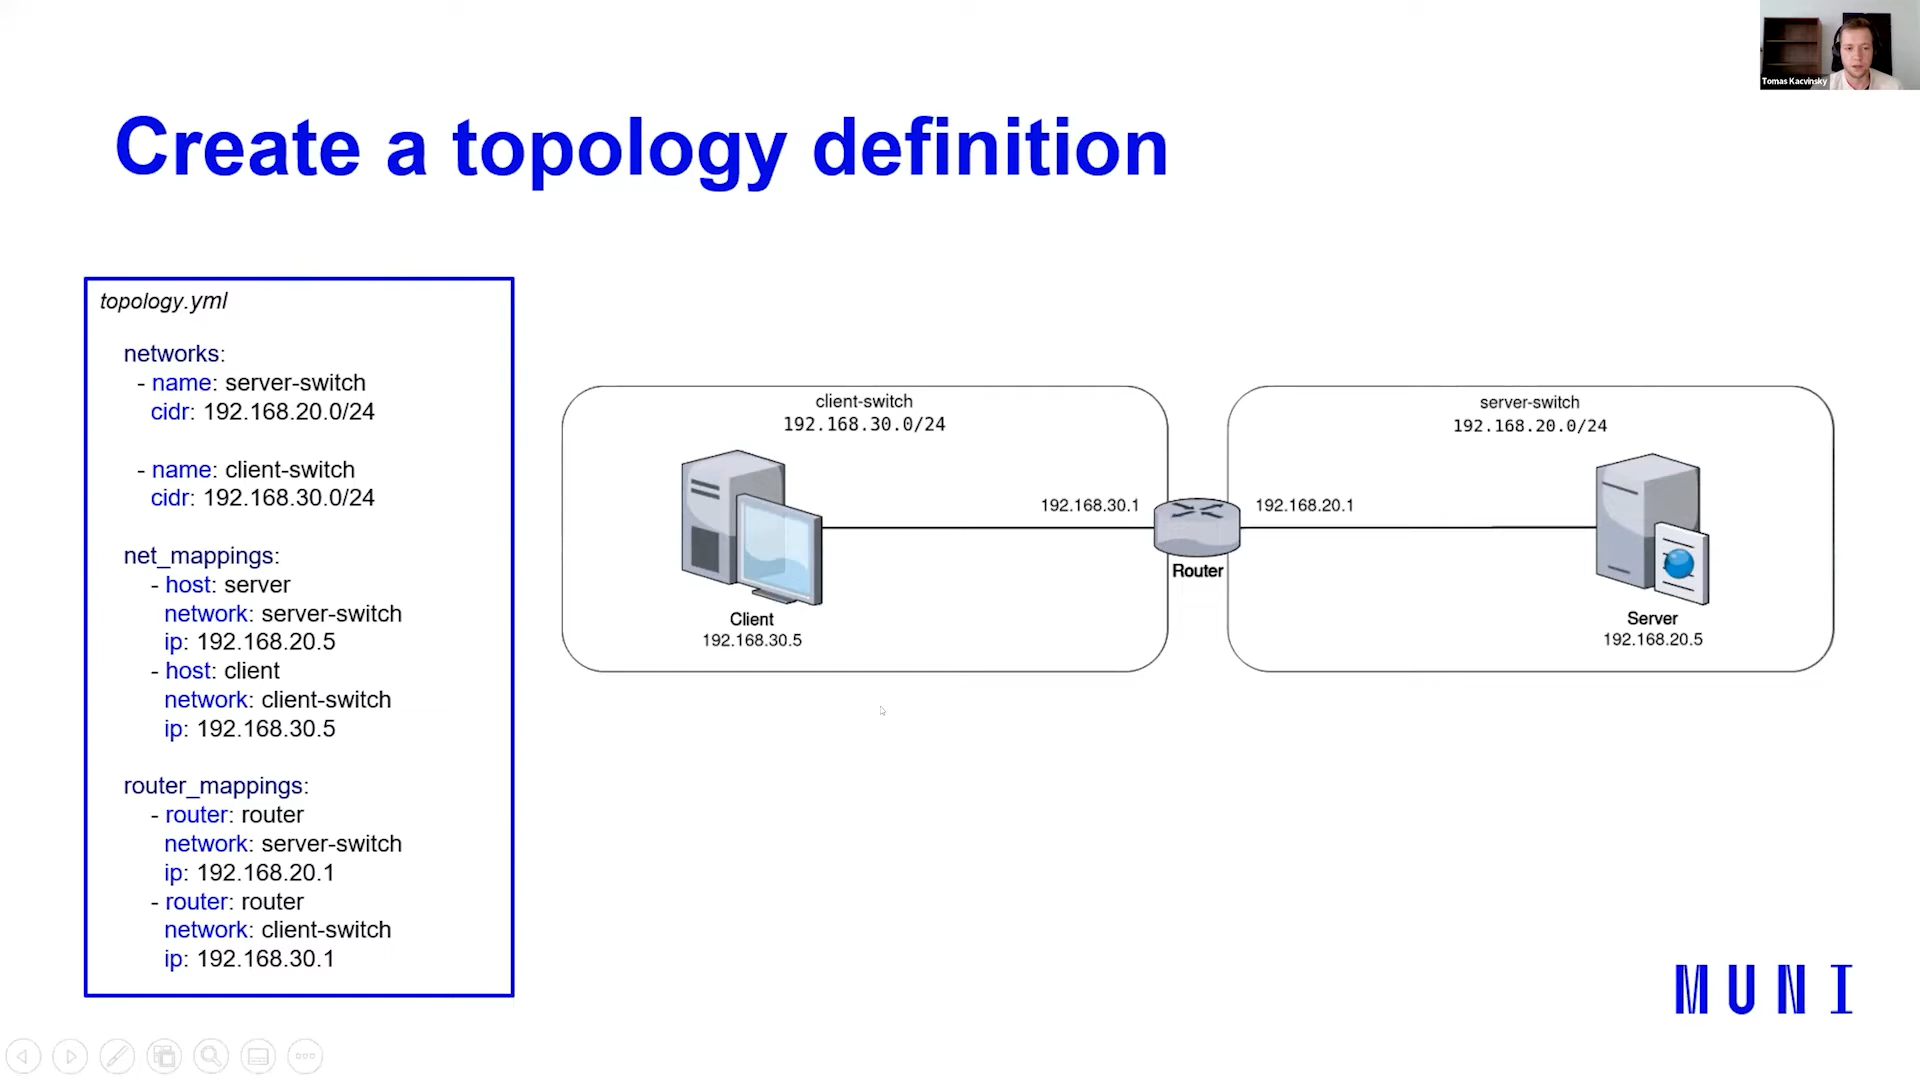 Tomas Kacvinsky
Create a topology definition
topology.yml
networks:
- name: server-switch
cidr: 192.168.20.0/24
- name: client-switch
cidr: 192.168.30.0/24
net_mappings:
- host: server
network: server-switch
ip: 192.168.20.5
- host: client
network: client-switch
ip: 192.168.30.5
router_mappings:
- router: router
network: server-switch
ip: 192.168.20.1
- router: router
network: client-switch
ip: 192.168.30.1
client-switch
192.168.30.0/24
192.168.30.1
Client
192.168.30.5
Router
server-switch
192.168.20.0/24
192.168.20.1
Server
192.168.20.5
MUNI